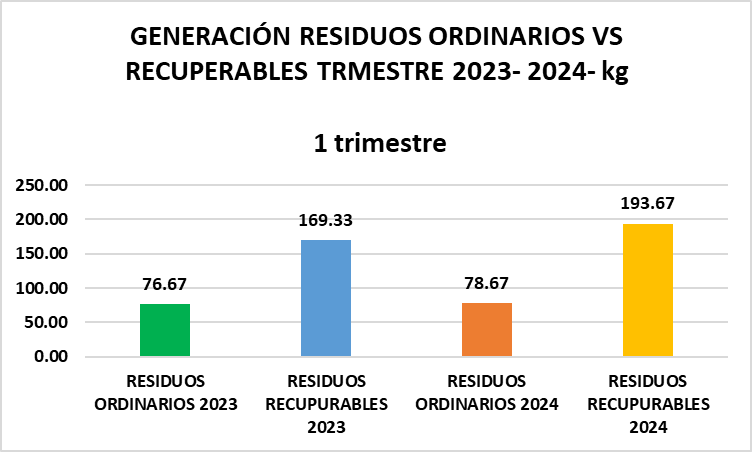 GENERACIÓN RESIDUOS ORDINARIOS VS
RECUPERABLES TRMESTRE 2023- 2024- kg
1 trimestre
250.00
200.00
150.00
100.00
50.00
0.00
76.67
169.33
78.67
193.67
RESIDUOS
ORDINARIOS 2023
RESIDUOS
RECUPURABLES
2023
RESIDUOS
ORDINARIOS 2024
RESIDUOS
RECUPURABLES
2024